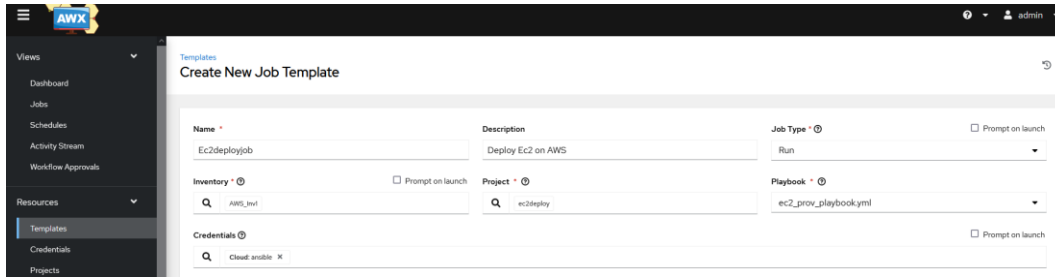 AWX
admin
Views
Dashboard
Jobs
Schedules
Activity Stream
Workflow Approvals
Resources
Templates
Credentials
Projects
Templates
Create New Job Template
Name *
Ec2deployjob
Description
Deploy Ec2 on AWS
Job Type *
Prompt on launch
Run
Inventory *
Prompt on launch
AWS_Invl
Project *
ec2deploy
Playbook *
ec2_prov_playbook.yml
Credentials
Prompt on launch
Cloud: ansible X